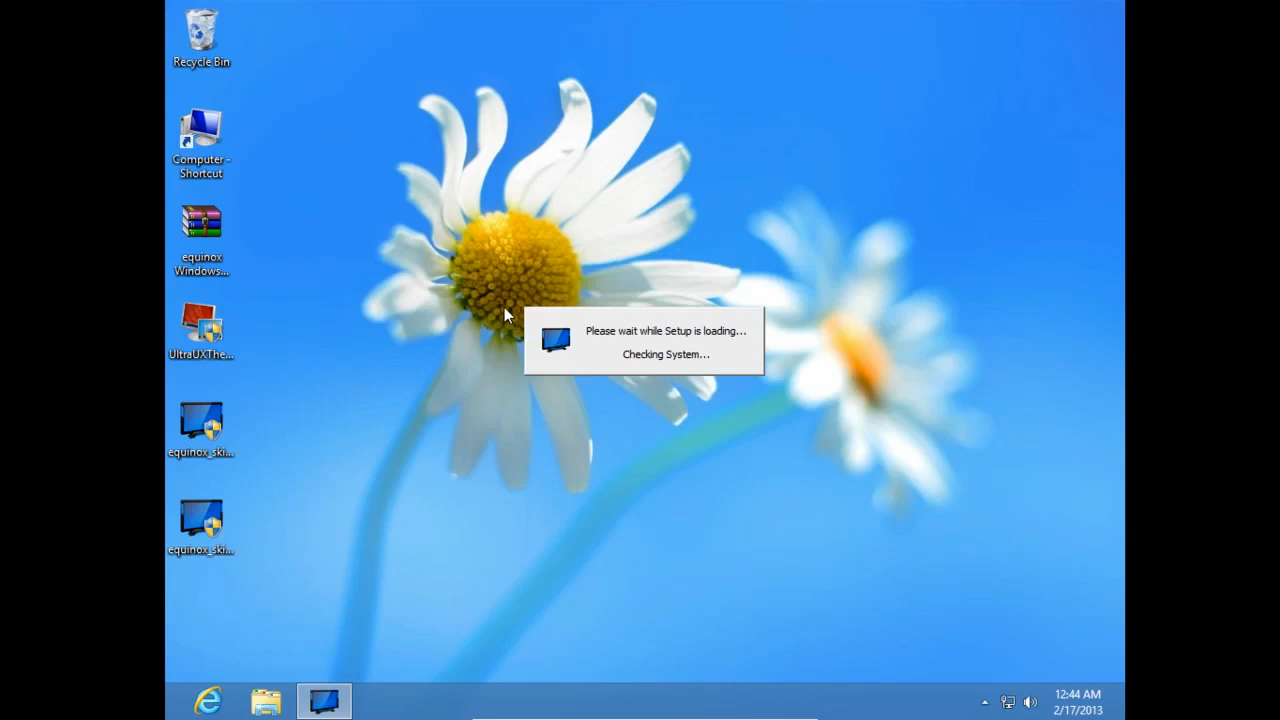 Recycle Bin
Computer -
Shortcut
equinox
Windows...
UltraUXThe...
equinox_ski...
equinox_ski...
Please wait while Setup is loading...
Checking System...
12:44 AM
2/17/2013